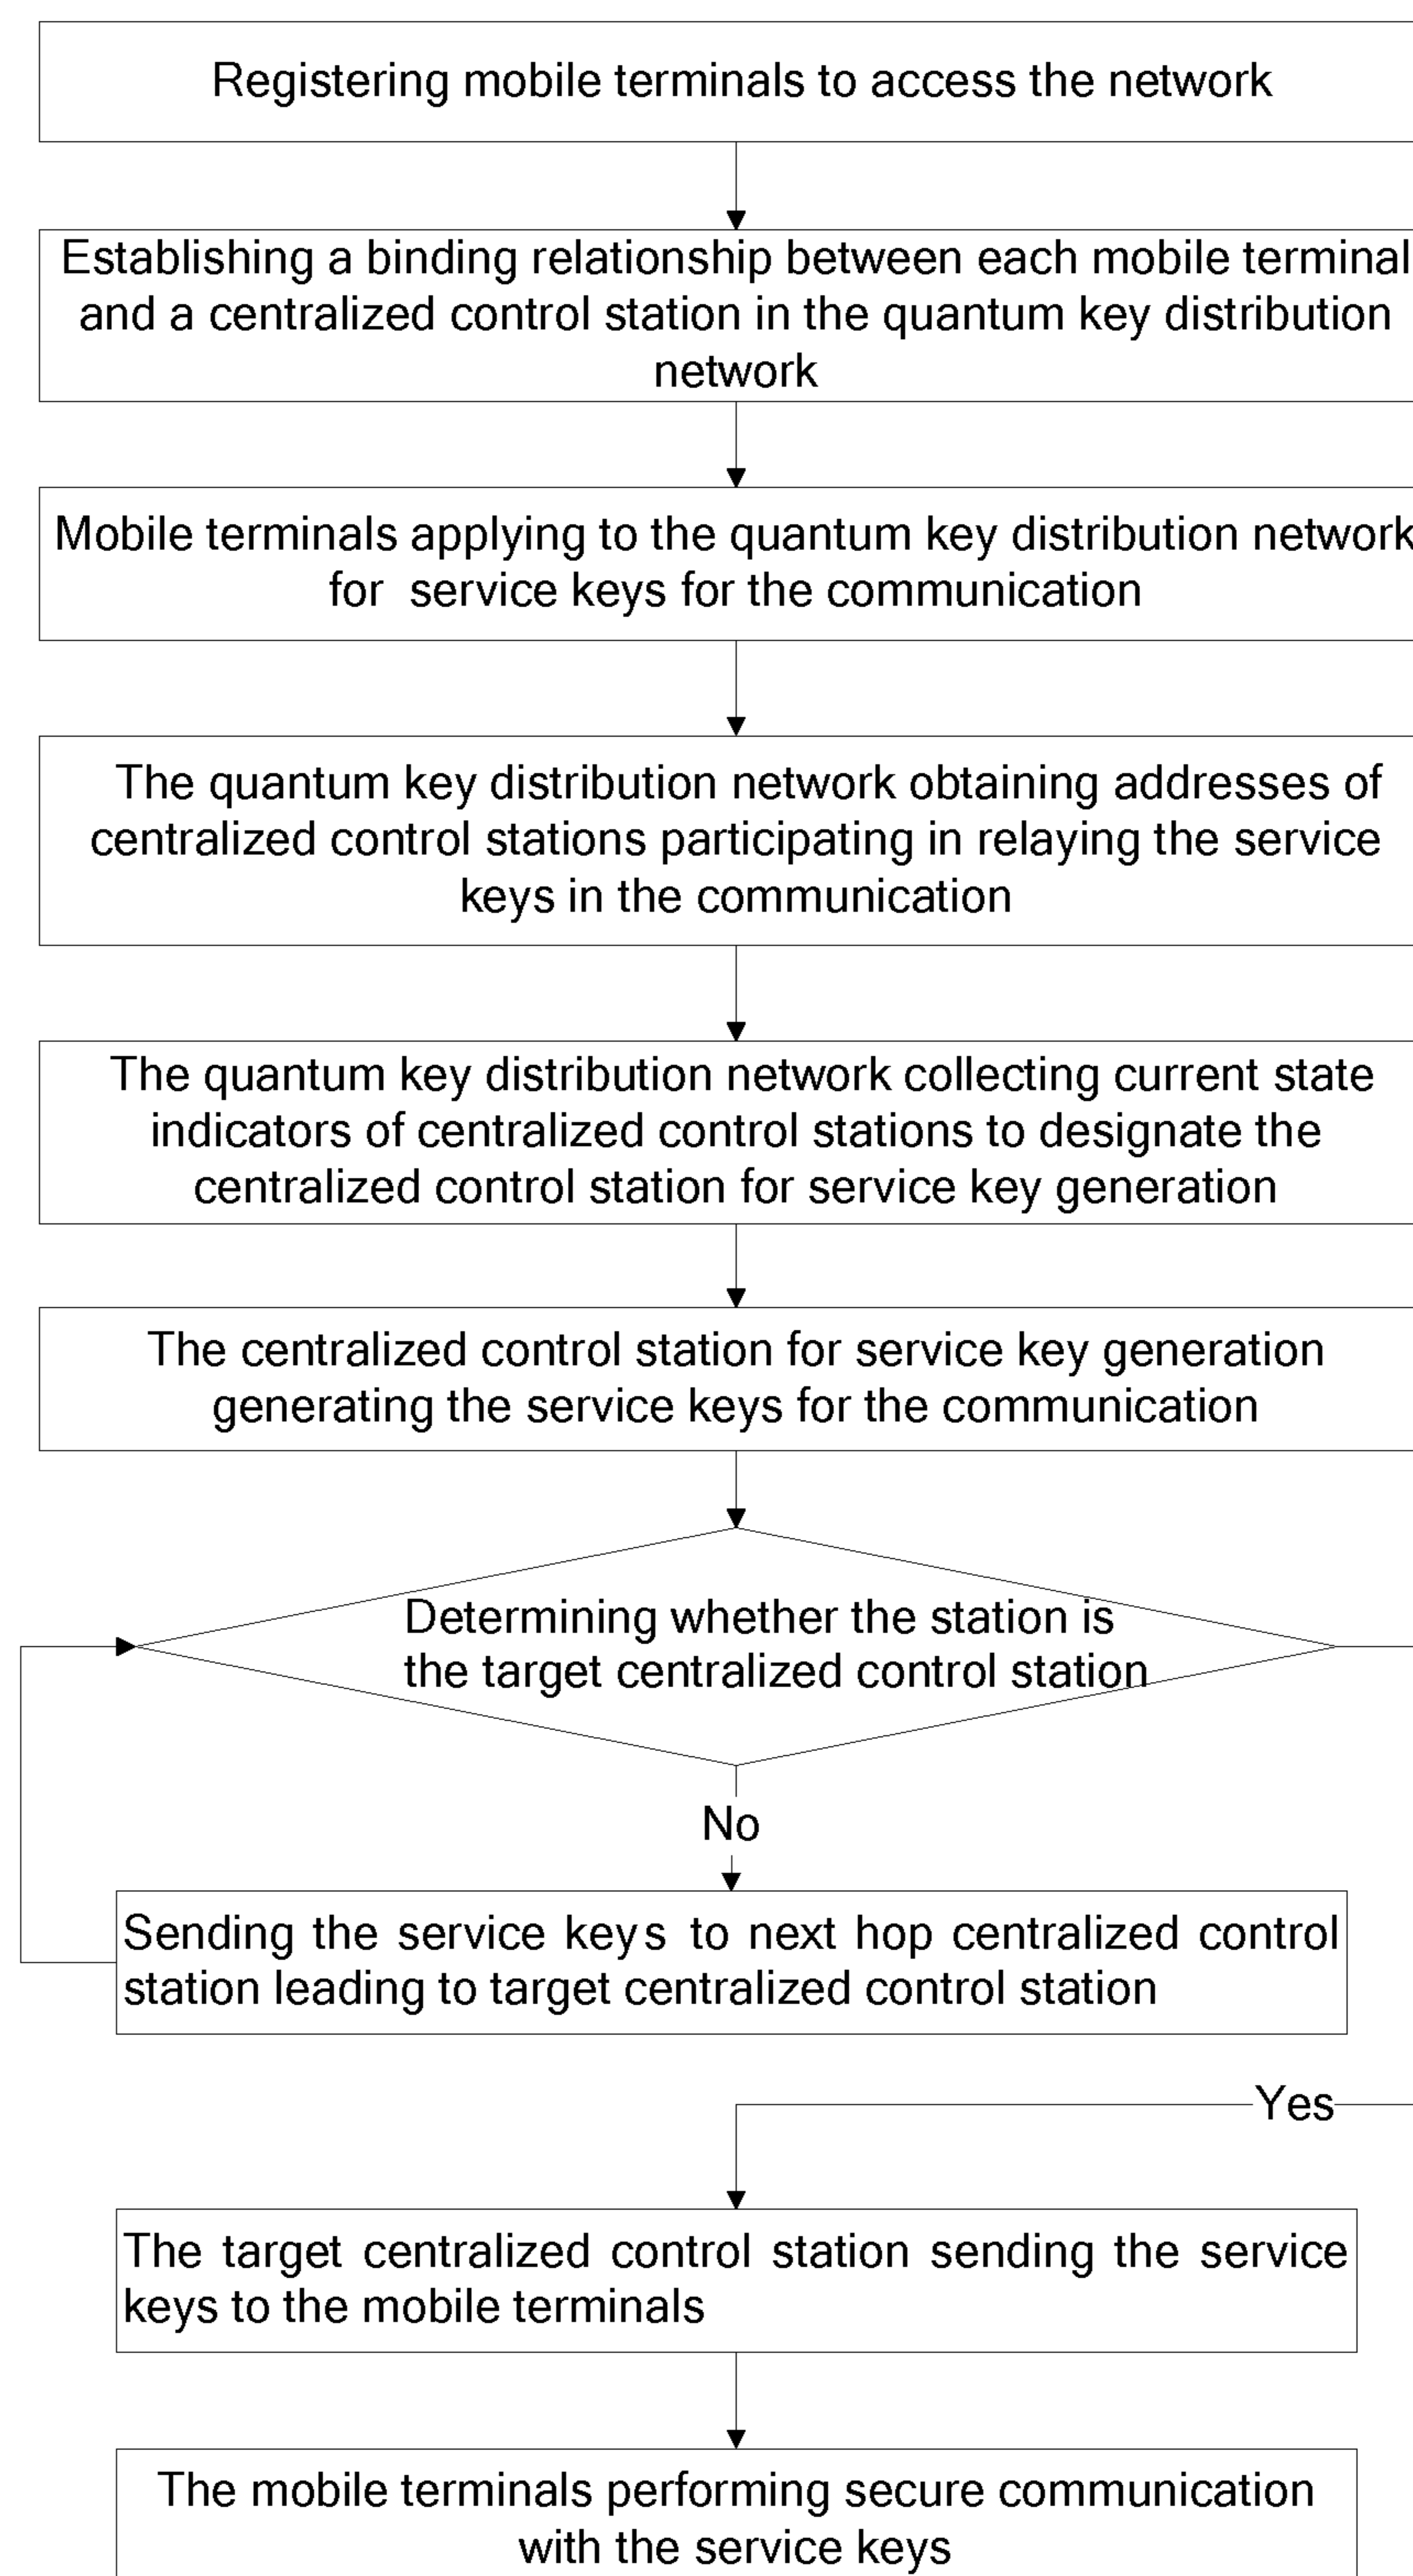 Registering mobile terminals to access the network
Establishing a binding relationship between each mobile terminal
and a centralized control station in the quantum key distribution
network
Mobile terminals applying to the quantum key distribution network
for service keys for the communication
The quantum key distribution network obtaining addresses of
centralized control stations participating in relaying the service
keys in the communication
The quantum key distribution network collecting current state
indicators of centralized control stations to designate the
centralized control station for service key generation
The centralized control station for service key generation
generating the service keys for the communication
Determining whether the station is
the target centralized control station
No
Sending the service keys to next hop centralized control
station leading to target centralized control station
Yes
The target centralized control station sending the service
keys to the mobile terminals
The mobile terminals performing secure communication
with the service keys